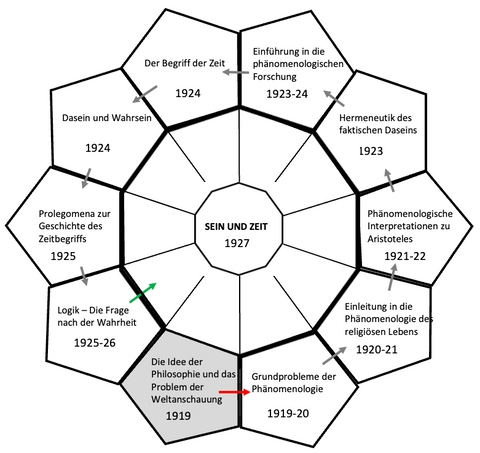 Der Begriff der Zeit
1924
Einführung in die
phänomenologischen
Forschung
1923-24
Dasein und Wahrsein
1924
Hermeneutik des
faktischen Daseins
1923
SEIN UND ZEIT
1927
Prolegomena zur
Geschichte des
Zeitbegriffs
1925
Phänomenologische
Interpretationen zu
Aristoteles
1921-22
Logik – Die Frage
nach der Wahrheit
1925-26
Einleitung in die
Phänomenologie des
religiösen Lebens
1920-21
Die Idee der
Philosophie und das
Problem der
Weltanschauung
1919
Grundprobleme der
Phänomenologie
1919-20